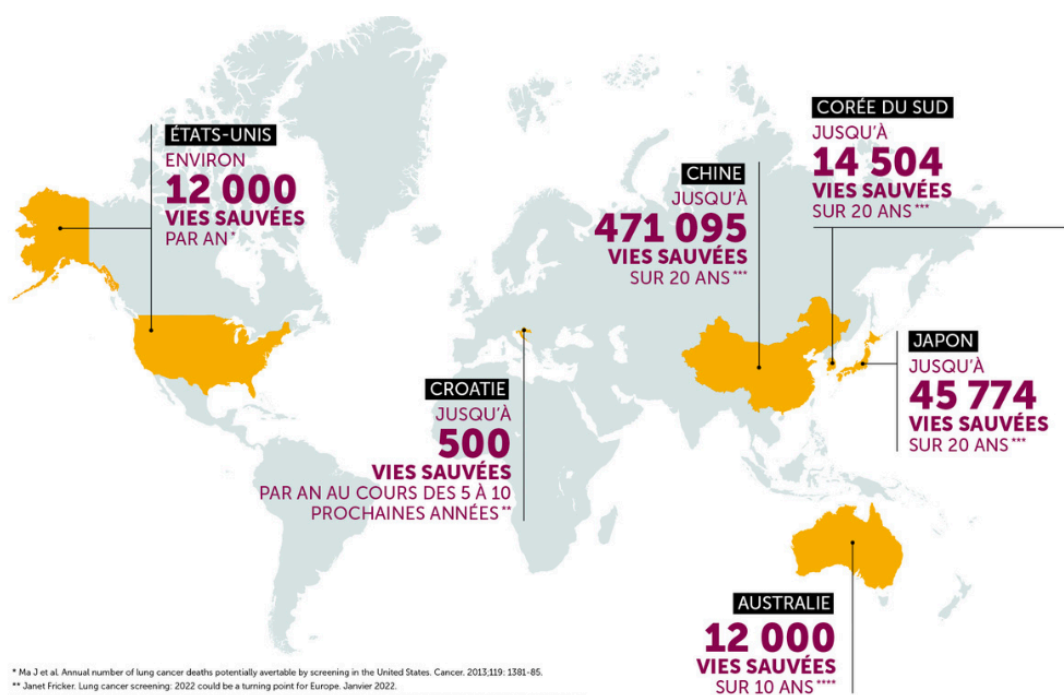 ÉTATS-UNIS
ENVIRON
12 000
VIES SAUVÉES
PAR AN *
CORÉE DU SUD
JUSQU'À
14 504
VIES SAUVÉES
SUR 20 ANS ***
CHINE
JUSQU'À
471 095
VIES SAUVÉES
SUR 20 ANS ***
JAPON
JUSQU'À
45 774
VIES SAUVÉES
SUR 20 ANS ***
CROATIE
JUSQU'À
500
VIES SAUVÉES
PAR AN AU COURS DES 5 À 10
PROCHAINES ANNÉES **
AUSTRALIE
12 000
VIES SAUVÉES
SUR 10 ANS ****
* Ma J et al. Annual number of lung cancer deaths potentially avertable by screening in the United States. Cancer. 2013;119: 1381-85.
** Janet Fricker. Lung cancer screening: 2022 could be a turning point for Europe. Janvier 2022.